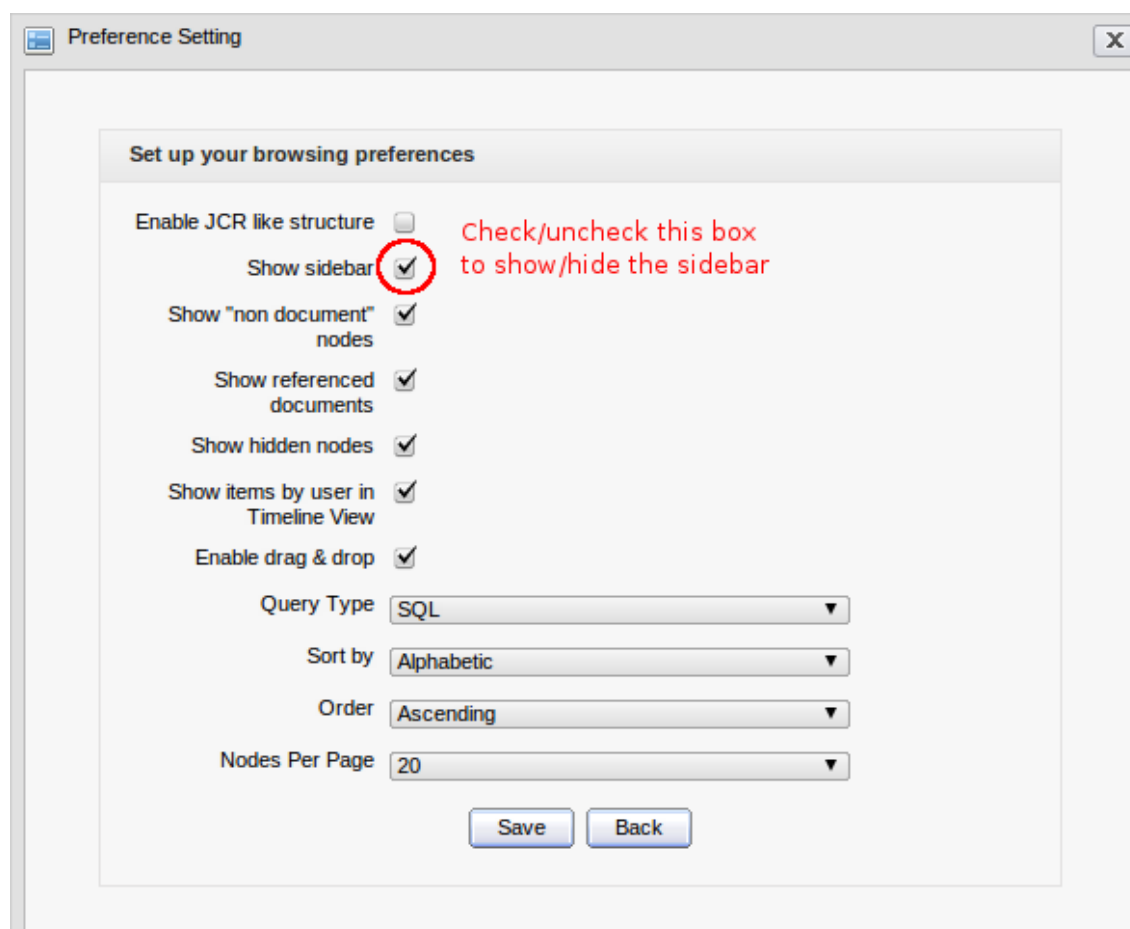 Preference Setting
X
Set up your browsing preferences
Enable JCR like structure
Check/uncheck this box
to show/hide the sidebar
Show sidebar
Show "non document"
nodes
Show referenced
documents
Show hidden nodes
Show items by user in
Timeline View
Enable drag & drop
Query Type SQL
Sort by Alphabetic
Order Ascending
Nodes Per Page 20
Save Back